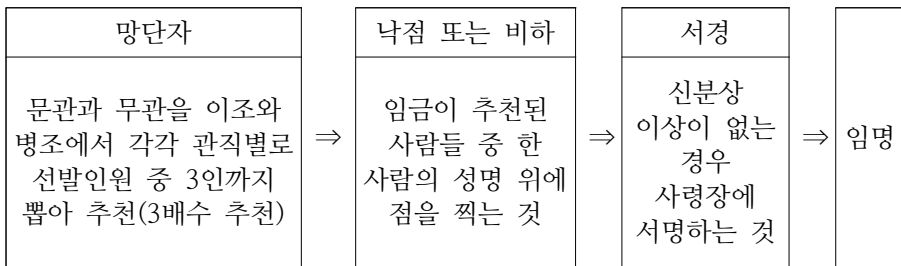 망단자
문관과 무관을 이조와
병조에서 각각 관직별로
선발인원 중 3인까지
뽑아 추천(3배수 추천)
⇒
낙점 또는 비하
임금이 추천된
사람들 중 한
사람의 성명 위에
점을 찍는 것
⇒
서경
신분상
이상이 없는
경우
사령장에
서명하는 것
⇒
임명